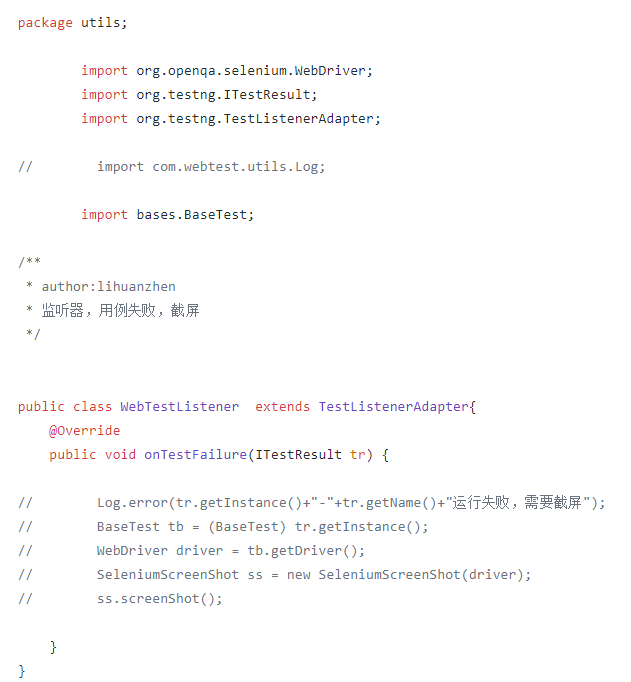 package utils;
        import org.openqa.selenium.WebDriver;
        import org.testng.ITestResult;
        import org.testng.TestListenerAdapter;
//        import com.webtest.utils.Log;
        import bases.BaseTest;
/**
 * author:lihuanzhen
 * 监听器，用例失败，截屏
 */
public class WebTestListener  extends TestListenerAdapter{
    @Override
    public void onTestFailure(ITestResult tr) {
//        Log.error(tr.getInstance()+"-"+tr.getName()+"运行失败，需要截屏");
//        BaseTest tb = (BaseTest) tr.getInstance();
//        WebDriver driver = tb.getDriver();
//        SeleniumScreenShot ss = new SeleniumScreenShot(driver);
//        ss.screenShot();
    }
}